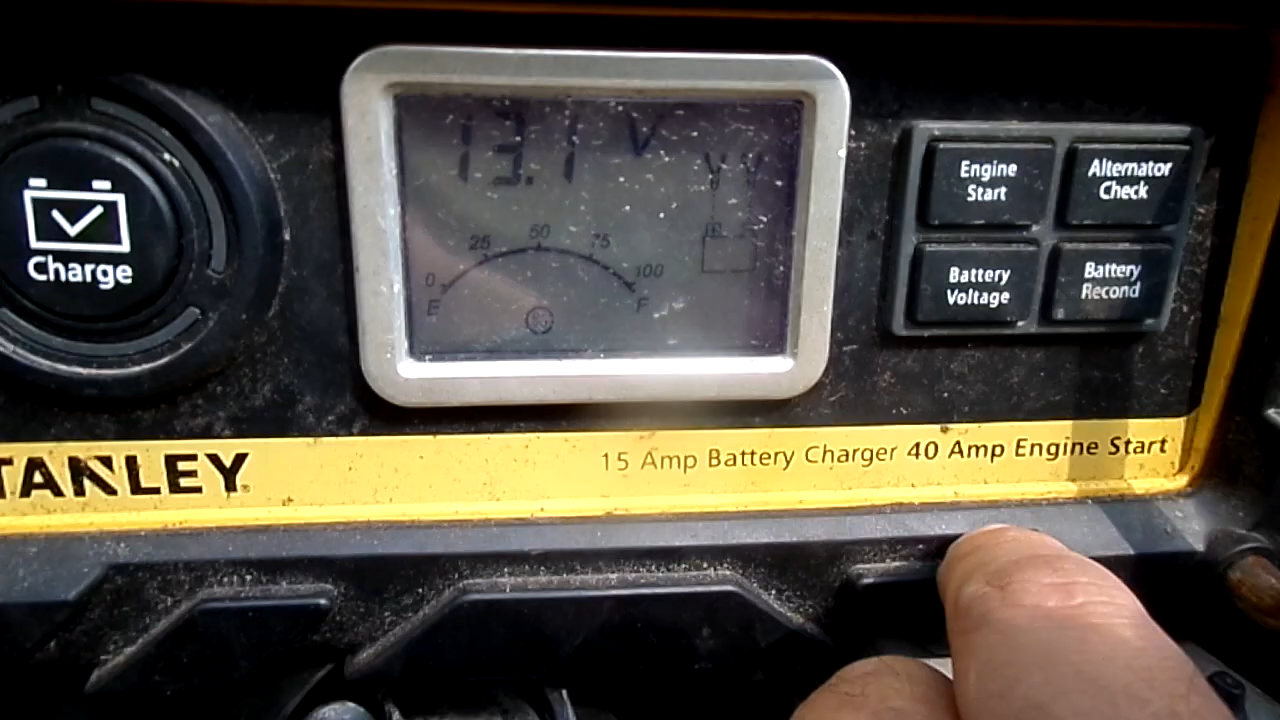 Charge
13.1 V
0 25 50 75 100
E F
Engine
Start
Alternator
Check
Battery
Voltage
Battery
Recond
TANLEY
15 Amp Battery Charger 40 Amp Engine Start